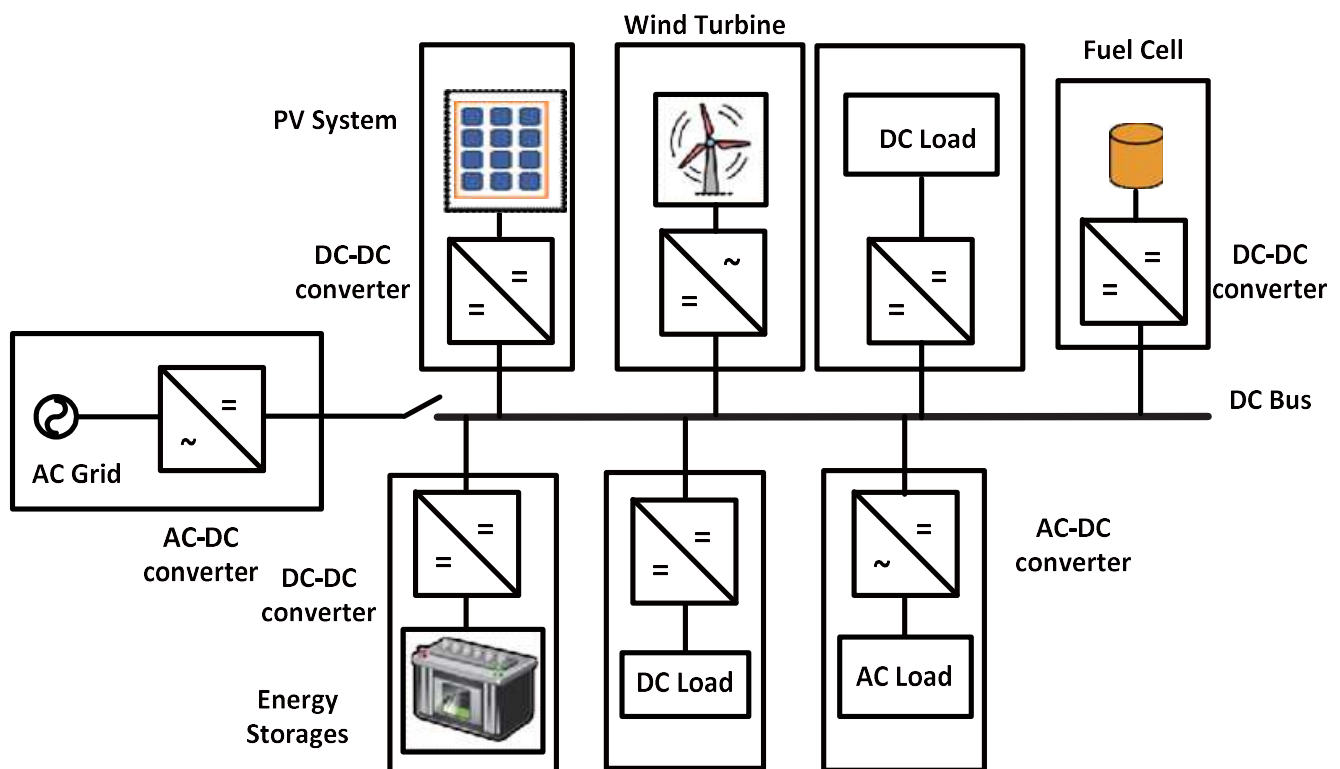 Wind Turbine
Fuel Cell
PV System
DC Load
DC-DC
converter
=
=
~
=
=
=
=
=
DC-DC
converter
DC Bus
=
~
AC Grid
AC-DC
converter
DC-DC
converter
=
=
=
=
=
~
AC-DC
converter
Energy
Storages
DC Load
AC Load